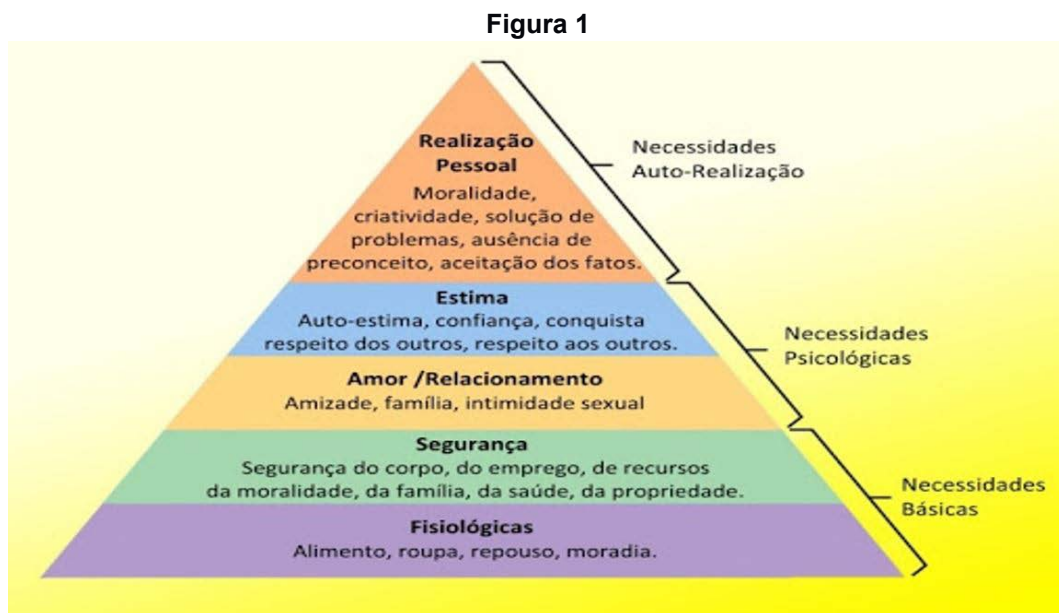 Figura 1
Realização
Pessoal
Moralidade,
criatividade, solução de
problemas, ausência de
preconceito, aceitação dos fatos.
Necessidades
Auto-Realização
Estima
Auto-estima, confiança, conquista
respeito dos outros, respeito aos outros.
Amor /Relacionamento
Amizade, família, intimidade sexual
Necessidades
Psicológicas
Segurança
Segurança do corpo, do emprego, de recursos
da moralidade, da família, da saúde, da propriedade.
Fisiológicas
Alimento, roupa, repouso, moradia.
Necessidades
Básicas